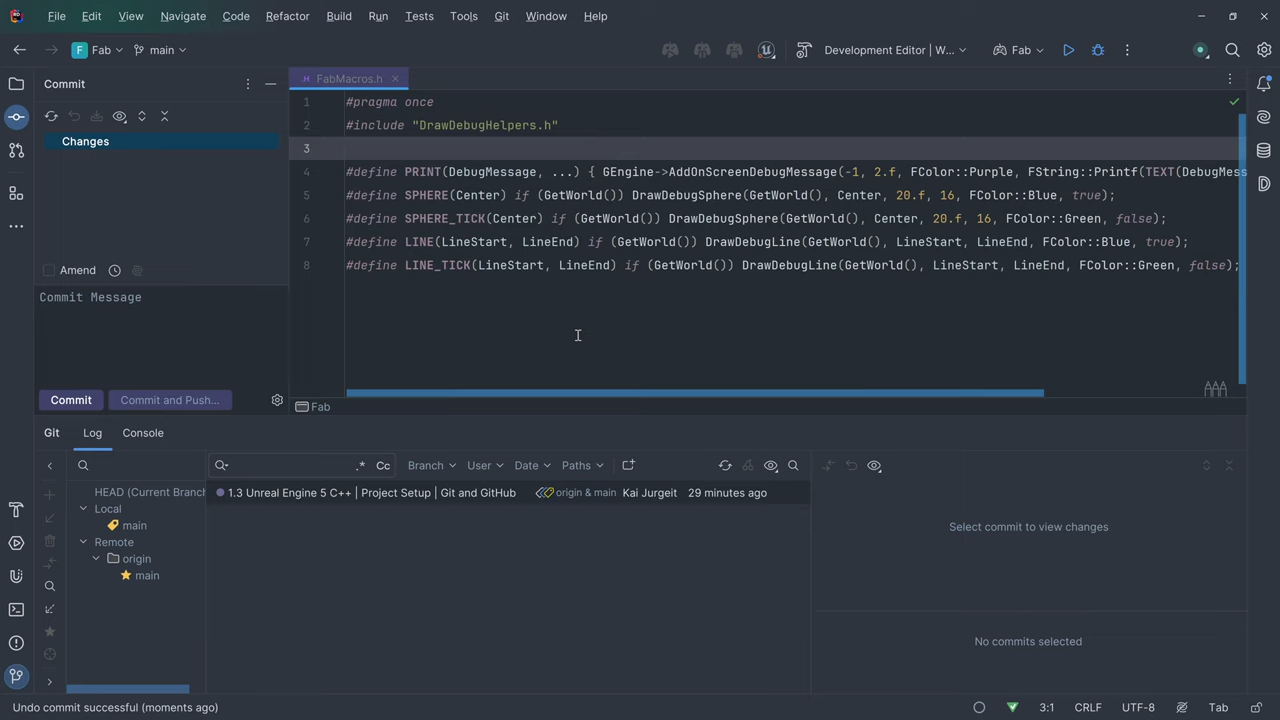 File Edit View Navigate Code Refactor Build Run Tests Tools Git Window Help
F Fab main Development Editor | W... Fab
Commit
FabMacros.h
Changes
1 #pragma once
2 #include "DrawDebugHelpers.h"
3
4 #define PRINT(DebugMessage, ...) { GEngine->AddOnScreenDebugMessage(-1, 2.f, FColor::Purple, FString::Printf(TEXT(DebugMess
5 #define SPHERE(Center) if (GetWorld()) DrawDebugSphere(GetWorld(), Center, 20.f, 16, FColor::Blue, true);
6 #define SPHERE_TICK(Center) if (GetWorld()) DrawDebugSphere(GetWorld(), Center, 20.f, 16, FColor::Green, false);
7 #define LINE(LineStart, LineEnd) if (GetWorld()) DrawDebugLine(GetWorld(), LineStart, LineEnd, FColor::Blue, true);
8 #define LINE_TICK(LineStart, LineEnd) if (GetWorld()) DrawDebugLine(GetWorld(), LineStart, LineEnd, FColor::Green, false);
Amend
Commit Message
Commit Commit and Push...
Fab
Git Log Console
.* Cc Branch User Date Paths
HEAD (Current Branch
Local
main
Remote
origin
main
1.3 Unreal Engine 5 C++ | Project Setup | Git and GitHub origin & main Kai Jurgeit 29 minutes ago
Select commit to view changes
No commits selected
Undo commit successful (moments ago)
3:1 CRLF UTF-8 Tab